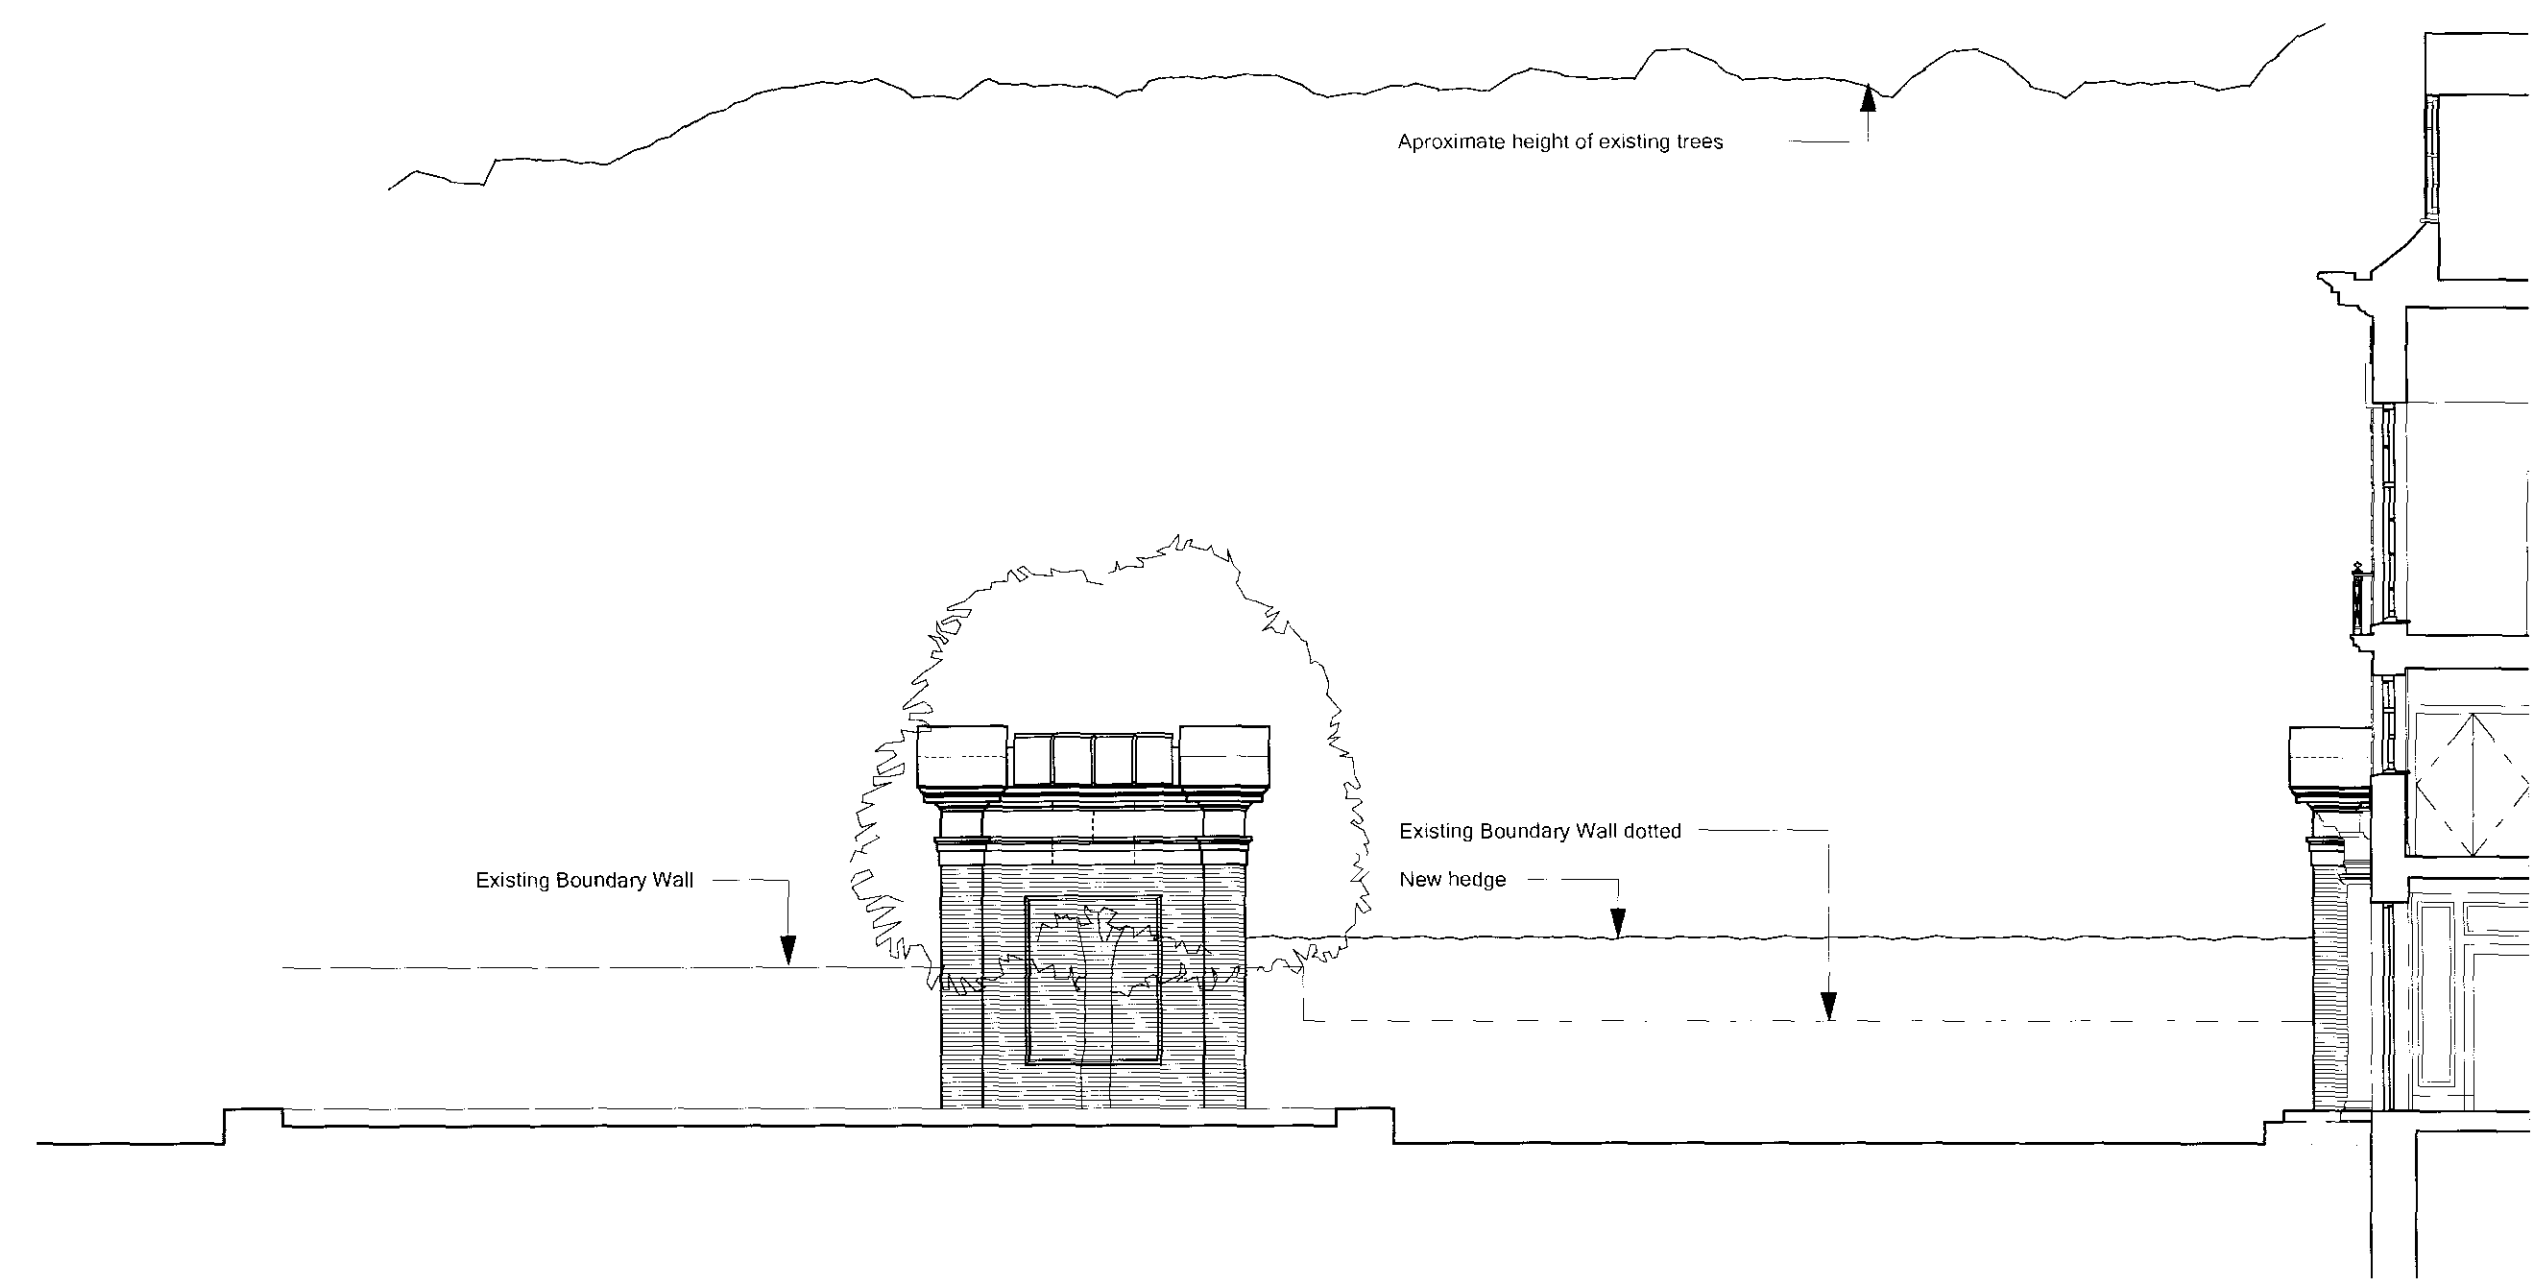 Aproximate height of existing trees
Existing Boundary Wall dotted
Existing Boundary Wall
New hedge